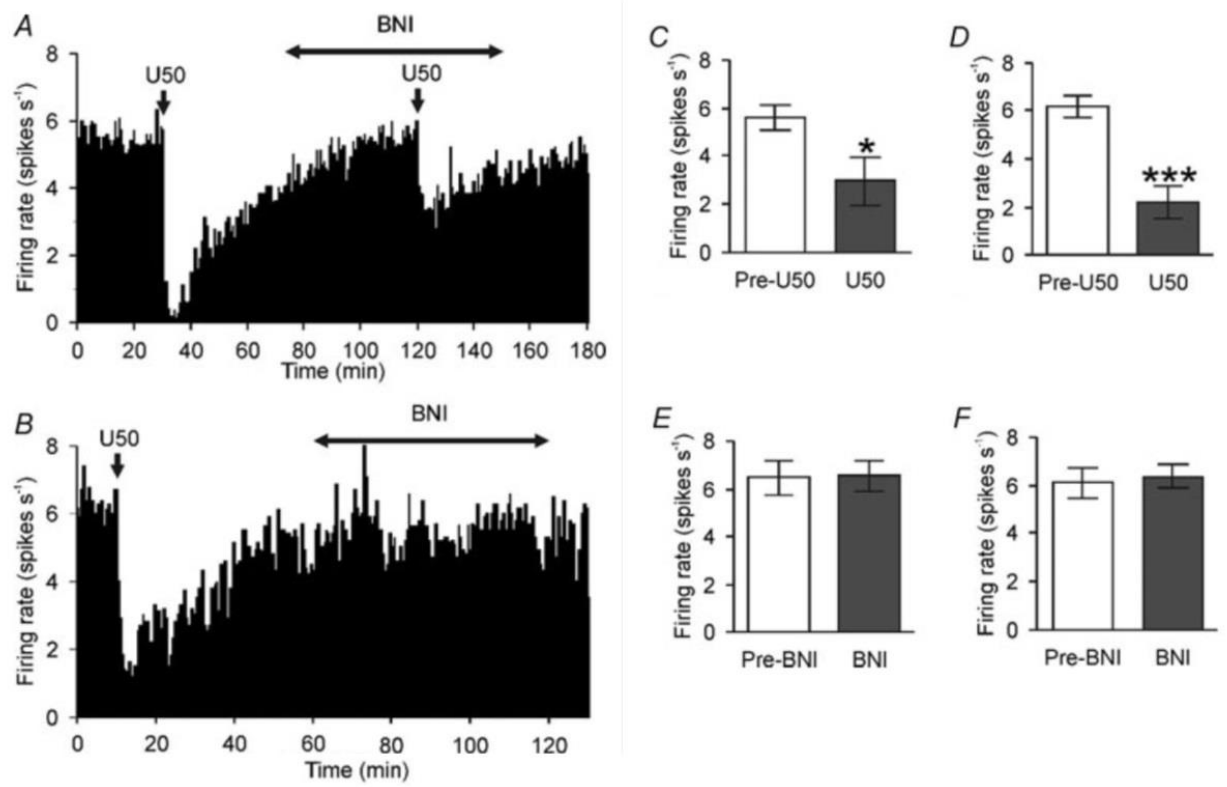 A
BNI
U50
U50
Firing rate (spikes s⁻¹)
8
6
4
2
0
0 20 40 60 80 100 120 140 160 180
Time (min)
B
BNI
U50
Firing rate (spikes s⁻¹)
8
6
4
2
0
0 20 40 60 80 100 120
Time (min)
C
Firing rate (spikes s⁻¹)
8
6
4
2
0
*
Pre-U50 U50
D
Firing rate (spikes s⁻¹)
8
6
4
2
0
***
Pre-U50 U50
E
Firing rate (spikes s⁻¹)
8
6
4
2
0
Pre-BNI BNI
F
Firing rate (spikes s⁻¹)
8
6
4
2
0
Pre-BNI BNI